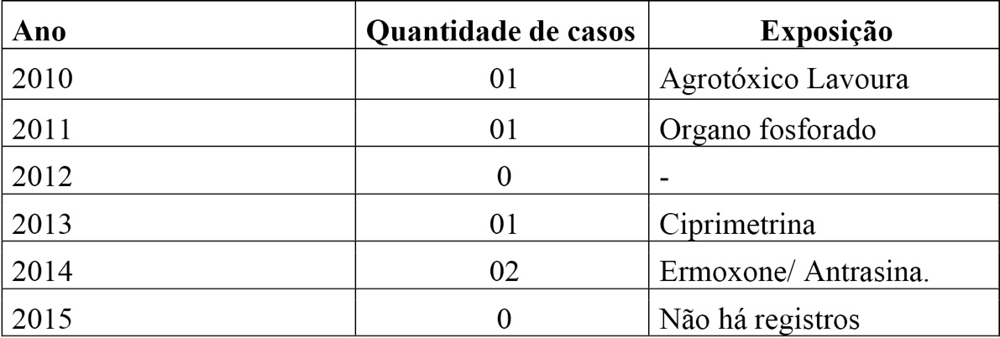 Ano Quantidade de casos Exposição
2010 01 Agrotóxico Lavoura
2011 01 Organo fosforado
2012 0 -
2013 01 Ciprimetrina
2014 02 Ermoxone/ Antrasina.
2015 0 Não há registros